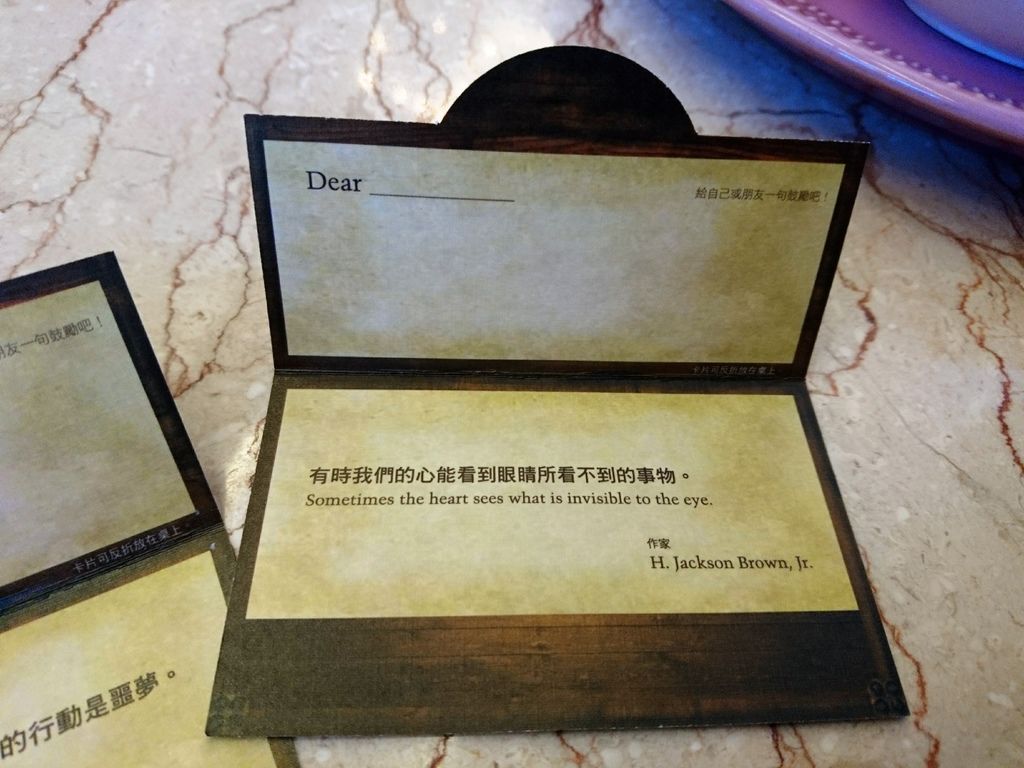 Dear
給自己或朋友一句鼓勵吧！
卡片可反折放在桌上
有時我們的心能看到眼睛所看不到的事物。
Sometimes the heart sees what is invisible to the eye.
作家
H. Jackson Brown, Jr.
朋友一句鼓勵吧！
卡片可反折放在桌上
的行動是噩夢。